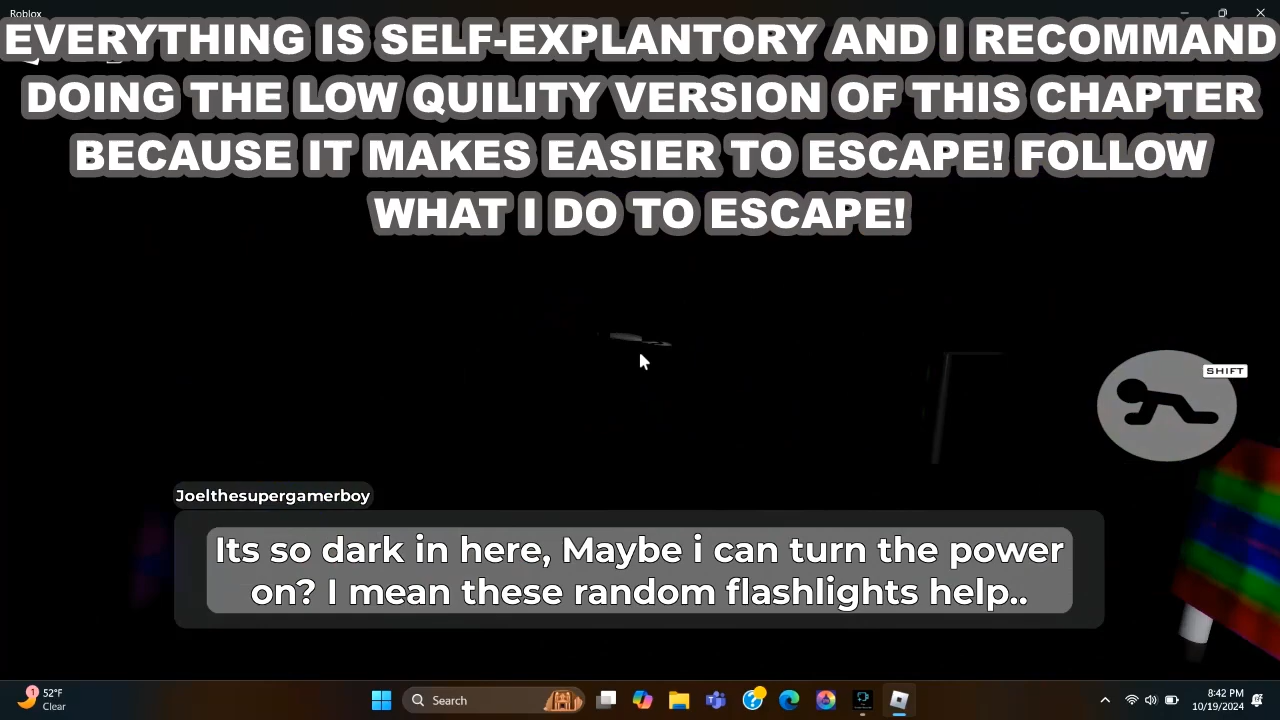 Roblox
EVERYTHING IS SELF-EXPLANTORY AND I RECOMMAND
DOING THE LOW QUILITY VERSION OF THIS CHAPTER
BECAUSE IT MAKES EASIER TO ESCAPE! FOLLOW
WHAT I DO TO ESCAPE!
SHIFT
Joelthesupergamerboy
Its so dark in here, Maybe i can turn the power
on? I mean these random flashlights help..
1
52°F
Clear
Search
8:42 PM
10/19/2024